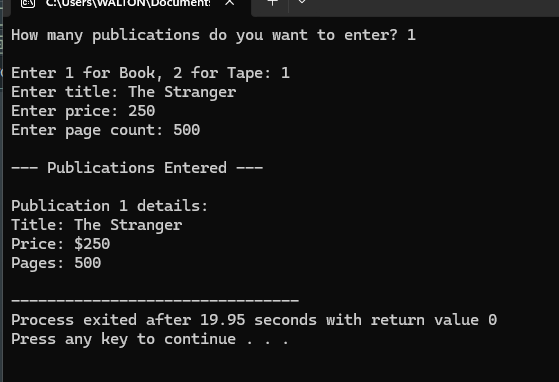 C:\Users\WALTON\Document:
How many publications do you want to enter? 1
Enter 1 for Book, 2 for Tape: 1
Enter title: The Stranger
Enter price: 250
Enter page count: 500
--- Publications Entered ---
Publication 1 details:
Title: The Stranger
Price: $250
Pages: 500
--------------------------------
Process exited after 19.95 seconds with return value 0
Press any key to continue . . .